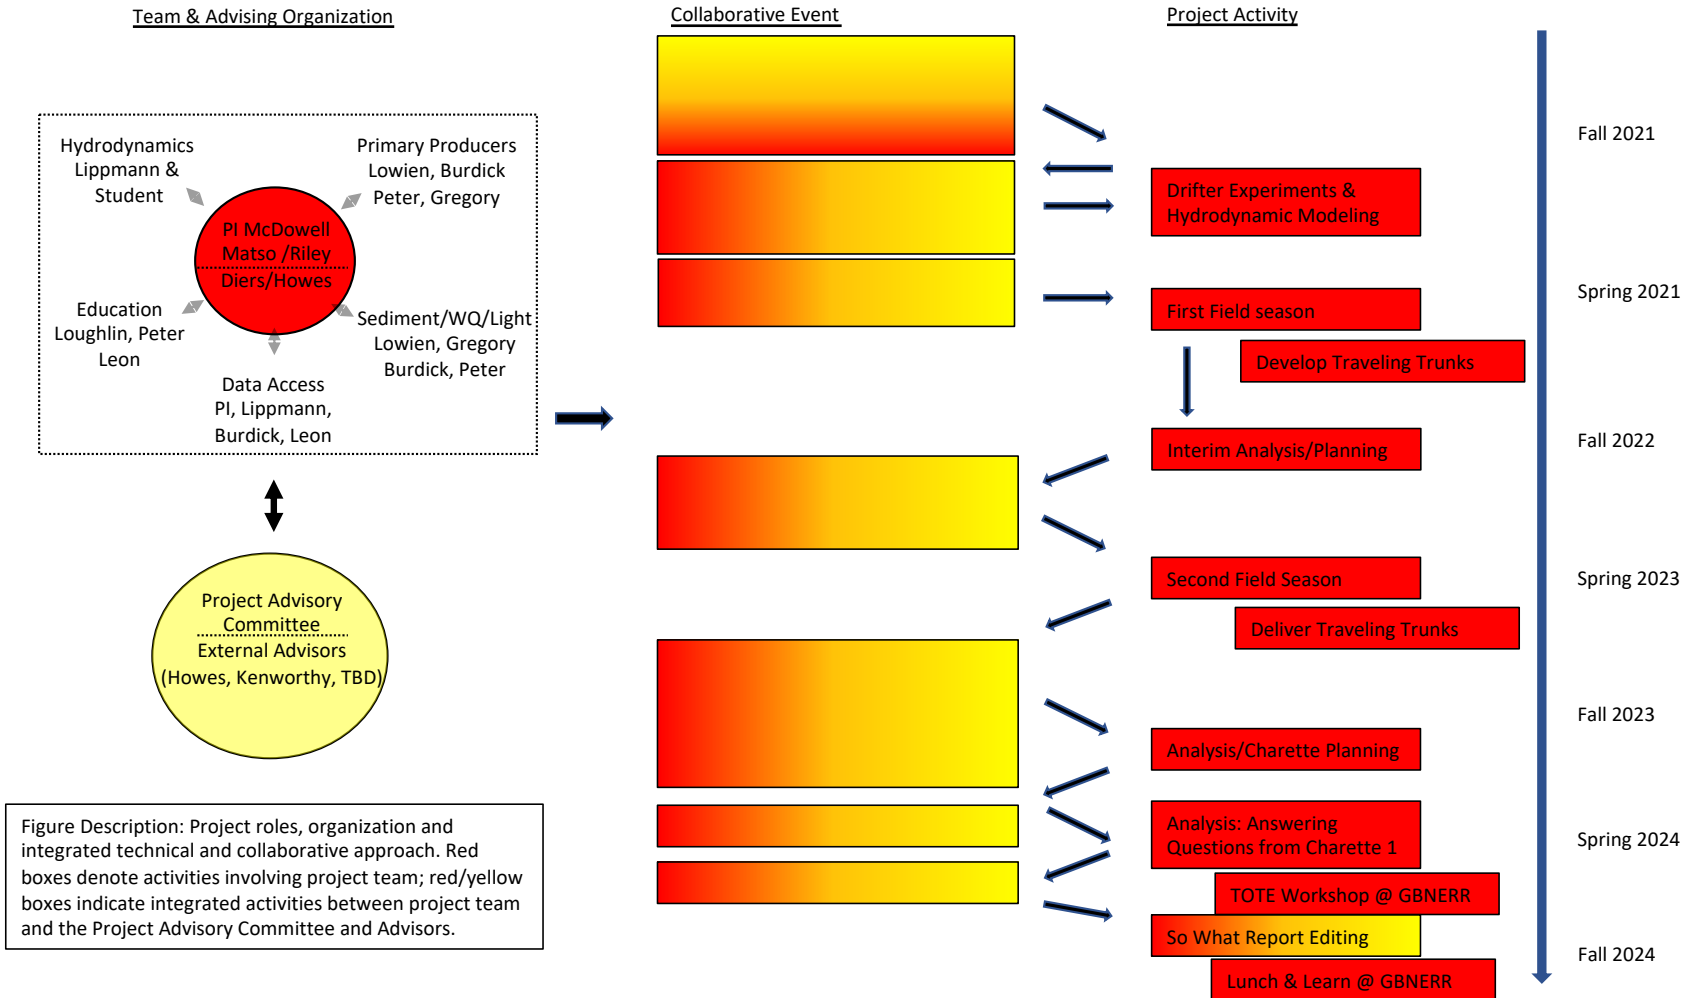 Team & Advising Organization
Collaborative Event
Project Activity
Hydrodynamics
Lippmann &
Student
Primary Producers
Lowien, Burdick
Peter, Gregory
PI McDowell
Matso /Riley
Diers/Howes
Education
Loughlin, Peter
Leon
Sediment/WQ/Light
Lowien, Gregory
Burdick, Peter
Data Access
PI, Lippmann,
Burdick, Leon
Project Advisory
Committee
External Advisors
(Howes, Kenworthy, TBD)
Figure Description: Project roles, organization and
integrated technical and collaborative approach. Red
boxes denote activities involving project team; red/yellow
boxes indicate integrated activities between project team
and the Project Advisory Committee and Advisors.
Drifter Experiments &
Hydrodynamic Modeling
First Field season
Develop Traveling Trunks
Interim Analysis/Planning
Second Field Season
Deliver Traveling Trunks
Analysis/Charette Planning
Analysis: Answering
Questions from Charette 1
TOTE Workshop @ GBNERR
So What Report Editing
Lunch & Learn @ GBNERR
Fall 2021
Spring 2021
Fall 2022
Spring 2023
Fall 2023
Spring 2024
Fall 2024